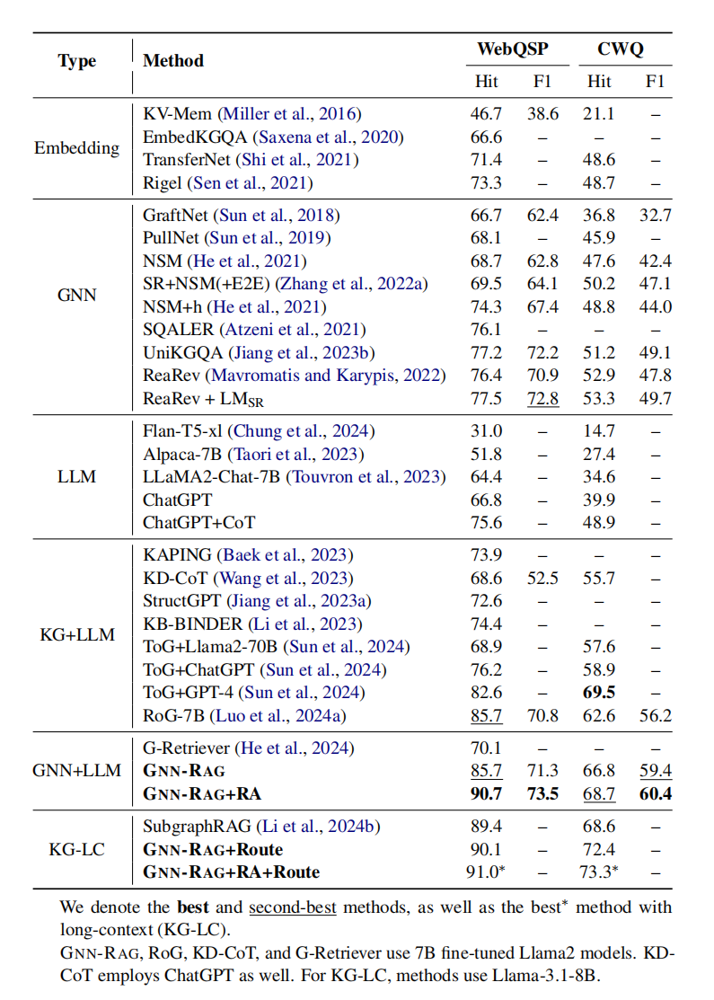 Type Method WebQSP CWQ
Hit F1 Hit F1
Embedding
KV-Mem (Miller et al., 2016) 46.7 38.6 21.1 –
EmbedKGQA (Saxena et al., 2020) 66.6 – – –
TransferNet (Shi et al., 2021) 71.4 – 48.6 –
Rigel (Sen et al., 2021) 73.3 – 48.7 –
GNN
GraftNet (Sun et al., 2018) 66.7 62.4 36.8 32.7
PullNet (Sun et al., 2019) 68.1 – 45.9 –
NSM (He et al., 2021) 68.7 62.8 47.6 42.4
SR+NSM(+E2E) (Zhang et al., 2022a) 69.5 64.1 50.2 47.1
NSM+h (He et al., 2021) 74.3 67.4 48.8 44.0
SQALER (Atzeni et al., 2021) 76.1 – – –
UniKGQA (Jiang et al., 2023b) 77.2 72.2 51.2 49.1
ReaRev (Mavromatis and Karypis, 2022) 76.4 70.9 52.9 47.8
ReaRev + LMSR 77.5 72.8 53.3 49.7
LLM
Flan-T5-xl (Chung et al., 2024) 31.0 – 14.7 –
Alpaca-7B (Taori et al., 2023) 51.8 – 27.4 –
LLaMA2-Chat-7B (Touvron et al., 2023) 64.4 – 34.6 –
ChatGPT 66.8 – 39.9 –
ChatGPT+CoT 75.6 – 48.9 –
KG+LLM
KAPING (Baek et al., 2023) 73.9 – – –
KD-CoT (Wang et al., 2023) 68.6 52.5 55.7 –
StructGPT (Jiang et al., 2023a) 72.6 – – –
KB-BINDER (Li et al., 2023) 74.4 – – –
ToG+Llama2-70B (Sun et al., 2024) 68.9 – 57.6 –
ToG+ChatGPT (Sun et al., 2024) 76.2 – 58.9 –
ToG+GPT-4 (Sun et al., 2024) 82.6 – 69.5 –
RoG-7B (Luo et al., 2024a) 85.7 70.8 62.6 56.2
GNN+LLM
G-Retriever (He et al., 2024) 70.1 – – –
GNN-RAG 85.7 71.3 66.8 59.4
GNN-RAG+RA 90.7 73.5 68.7 60.4
KG-LC
SubgraphRAG (Li et al., 2024b) 89.4 – 68.6 –
GNN-RAG+Route 90.1 – 72.4 –
GNN-RAG+RA+Route 91.0* – 73.3* –
We denote the best and second-best methods, as well as the best* method with
long-context (KG-LC).
GNN-RAG, RoG, KD-CoT, and G-Retriever use 7B fine-tuned Llama2 models. KD-
CoT employs ChatGPT as well. For KG-LC, methods use Llama-3.1-8B.